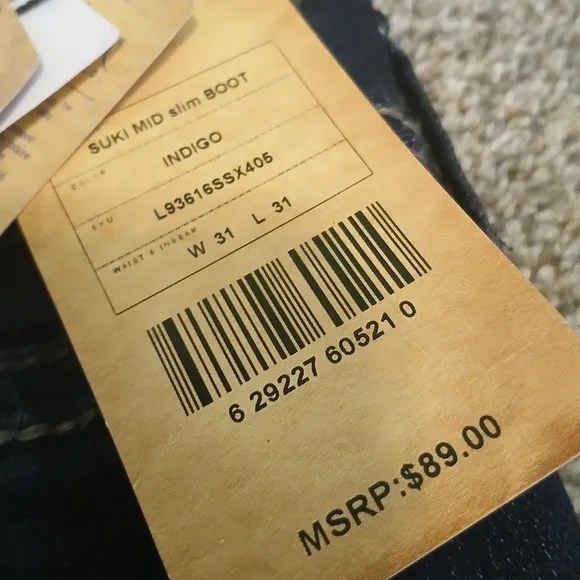 SUKI MID slim BOOT
COLOR INDIGO
SKU L93616SSX405
WAIST & INSEAM W 31 L 31
6 29227 60521 0
MSRP:$89.00